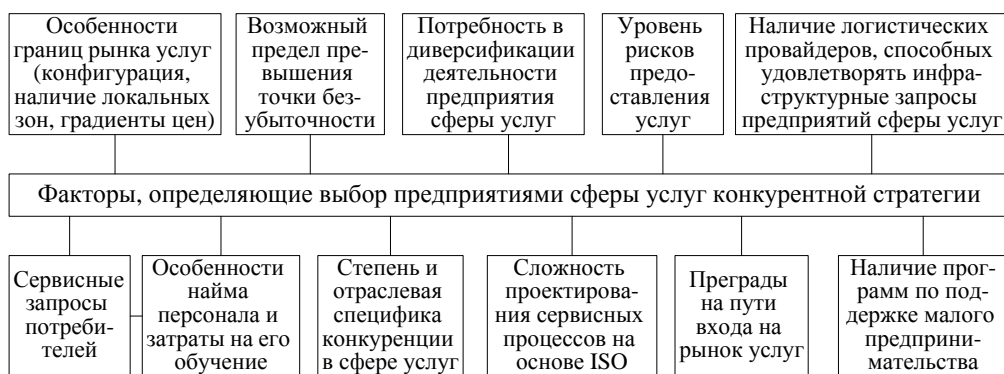 Особенности
границ рынка услуг
(конфигурация,
наличие локальных
зон, градиенты цен)
Возможный
предел пре-
вышения
точки без-
убыточности
Потребность в
диверсификации
деятельности
предприятия
сферы услуг
Уровень
рисков
предо-
ставления
услуг
Наличие логистических
провайдеров, способных
удовлетворять инфра-
структурные запросы
предприятий сферы услуг
Факторы, определяющие выбор предприятиями сферы услуг конкурентной стратегии
Сервисные
запросы
потреби-
телей
Особенности
найма
персонала и
затраты на его
обучение
Степень и
отраслевая
специфика
конкуренции
в сфере услуг
Сложность
проектирова-
ния сервисных
процессов на
основе ISO
Преграды
на пути
входа на
рынок услуг
Наличие про-
грамм по под-
держке малого
предприни-
мательства